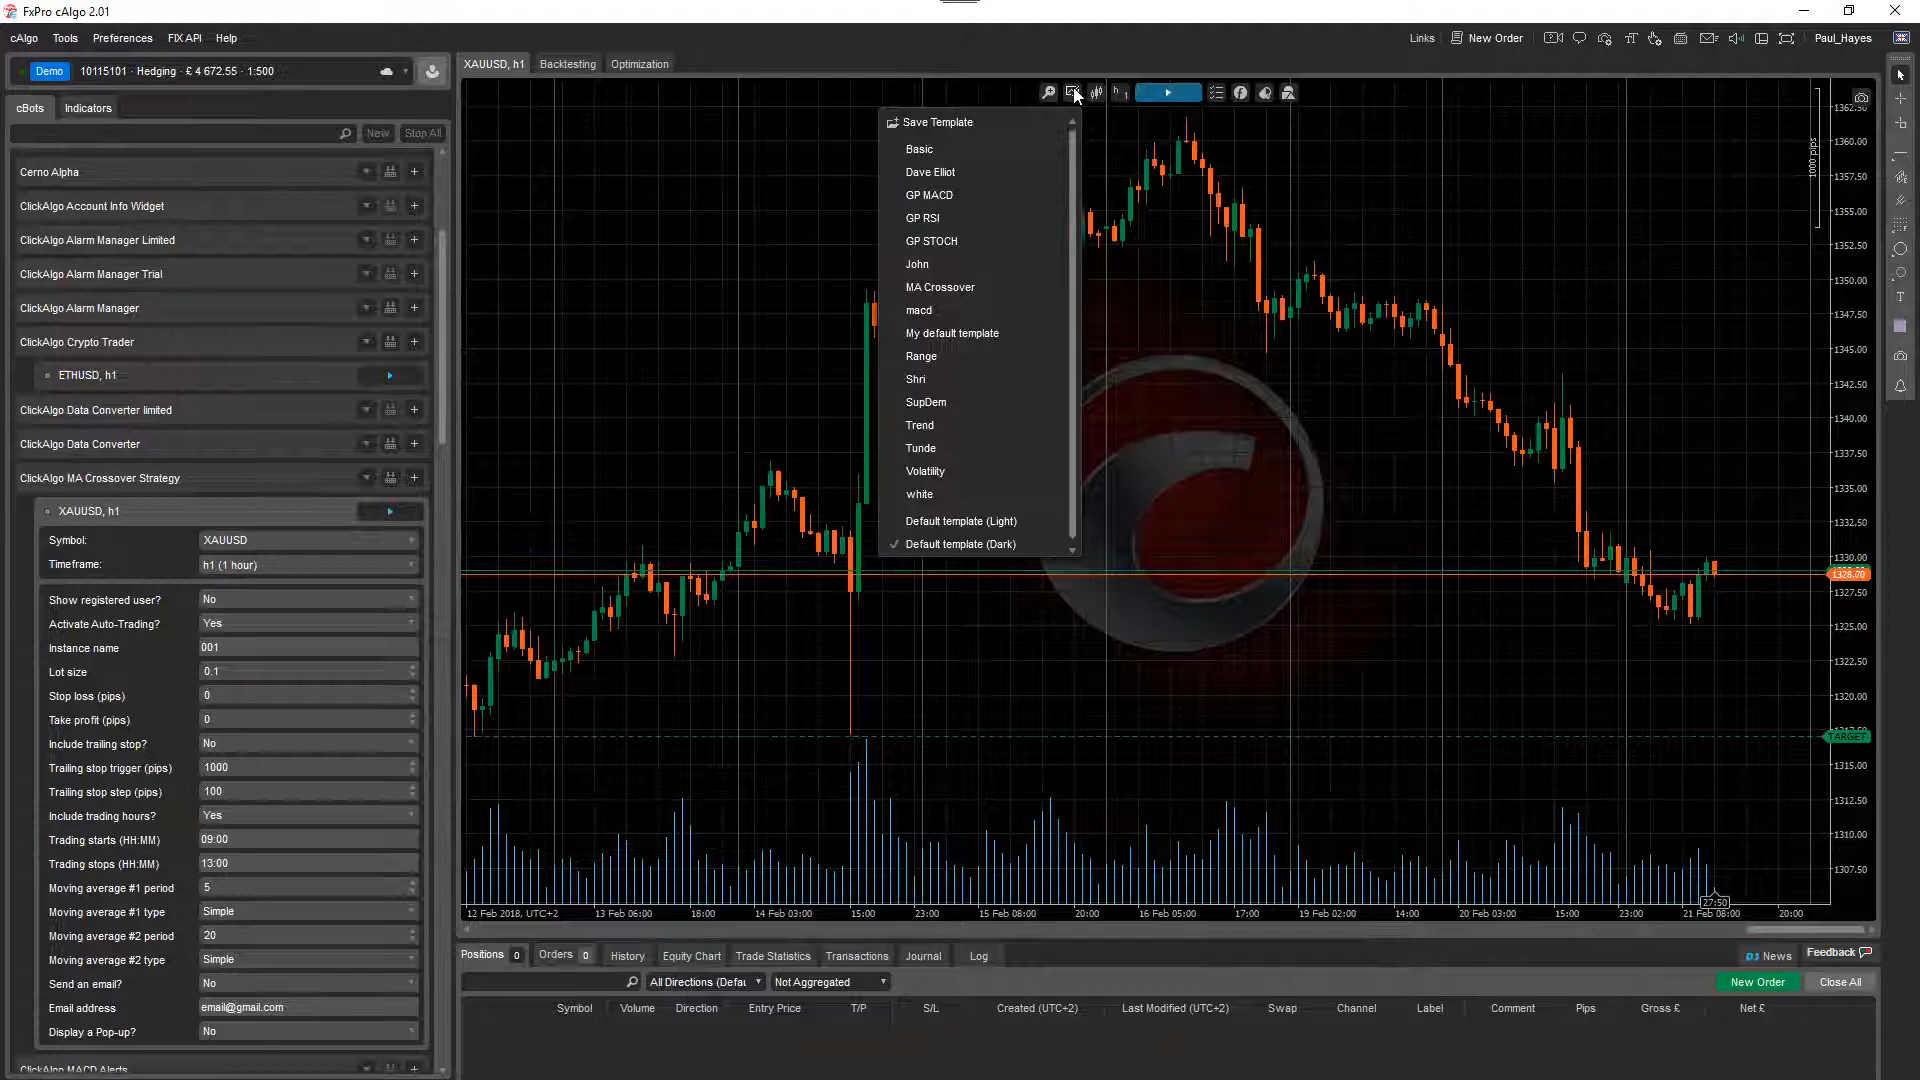 FxPro cAlgo 2.01
cAlgo Tools Preferences FIX API Help
Links New Order Paul_Hayes
Demo 10115101 · Hedging · £ 4 672.55 · 1:500
XAUUSD, h1 Backtesting Optimization
cBots Indicators
New Stop All
Cerno Alpha
ClickAlgo Account Info Widget
ClickAlgo Alarm Manager Limited
ClickAlgo Alarm Manager Trial
ClickAlgo Alarm Manager
ClickAlgo Crypto Trader
ETHUSD, h1
ClickAlgo Data Converter limited
ClickAlgo Data Converter
ClickAlgo MA Crossover Strategy
XAUUSD, h1
Symbol: XAUUSD
Timeframe: h1 (1 hour)
Show registered user? No
Activate Auto-Trading? Yes
Instance name 001
Lot size 0.1
Stop loss (pips) 0
Take profit (pips) 0
Include trailing stop? No
Trailing stop trigger (pips) 1000
Trailing stop step (pips) 100
Include trading hours? Yes
Trading starts (HH:MM) 09:00
Trading stops (HH:MM) 13:00
Moving average #1 period 5
Moving average #1 type Simple
Moving average #2 period 20
Moving average #2 type Simple
Send an email? No
Email address email@gmail.com
Display a Pop-up? No
ClickAlgo MACD Alerts
h1
Save Template
Basic
Dave Elliot
GP MACD
GP RSI
GP STOCH
John
MA Crossover
macd
My default template
Range
Shri
SupDem
Trend
Tunde
Volatility
white
Default template (Light)
Default template (Dark)
1000 pips
1362.50
1360.00
1357.50
1355.00
1352.50
1350.00
1347.50
1345.00
1342.50
1340.00
1337.50
1335.00
1332.50
1330.00
1328.70
1327.50
1325.00
1322.50
1320.00
TARGET
1315.00
1312.50
1310.00
1307.50
27:50
12 Feb 2018, UTC+2 13 Feb 06:00 18:00 14 Feb 03:00 15:00 23:00 15 Feb 08:00 20:00 16 Feb 05:00 17:00 19 Feb 02:00 14:00 20 Feb 03:00 15:00 23:00 21 Feb 08:00 20:00
Positions 0 Orders 0 History Equity Chart Trade Statistics Transactions Journal Log
DJ News Feedback
All Directions (Defau Not Aggregated New Order Close All
Symbol Volume Direction Entry Price T/P S/L Created (UTC+2) Last Modified (UTC+2) Swap Channel Label Comment Pips Gross £ Net £